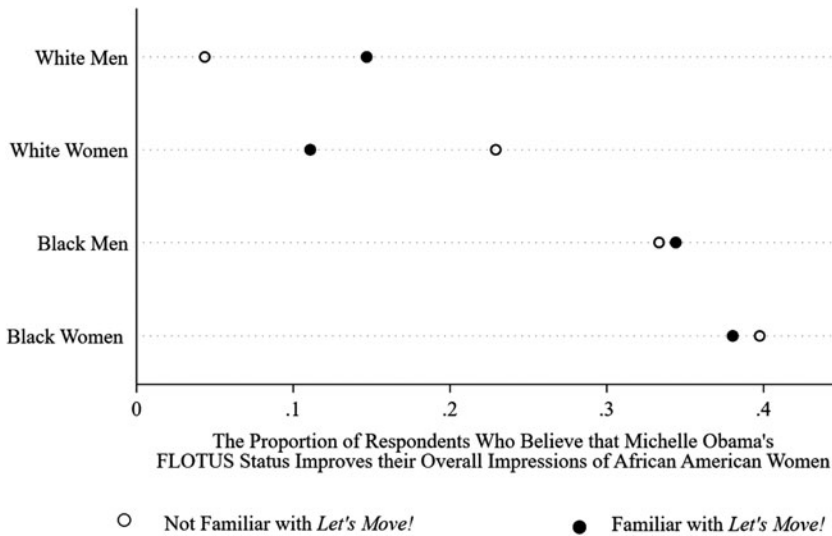 White Men
White Women
Black Men
Black Women
0 .1 .2 .3 .4
The Proportion of Respondents Who Believe that Michelle Obama's
FLOTUS Status Improves their Overall Impressions of African American Women
Not Familiar with Let's Move! Familiar with Let's Move!